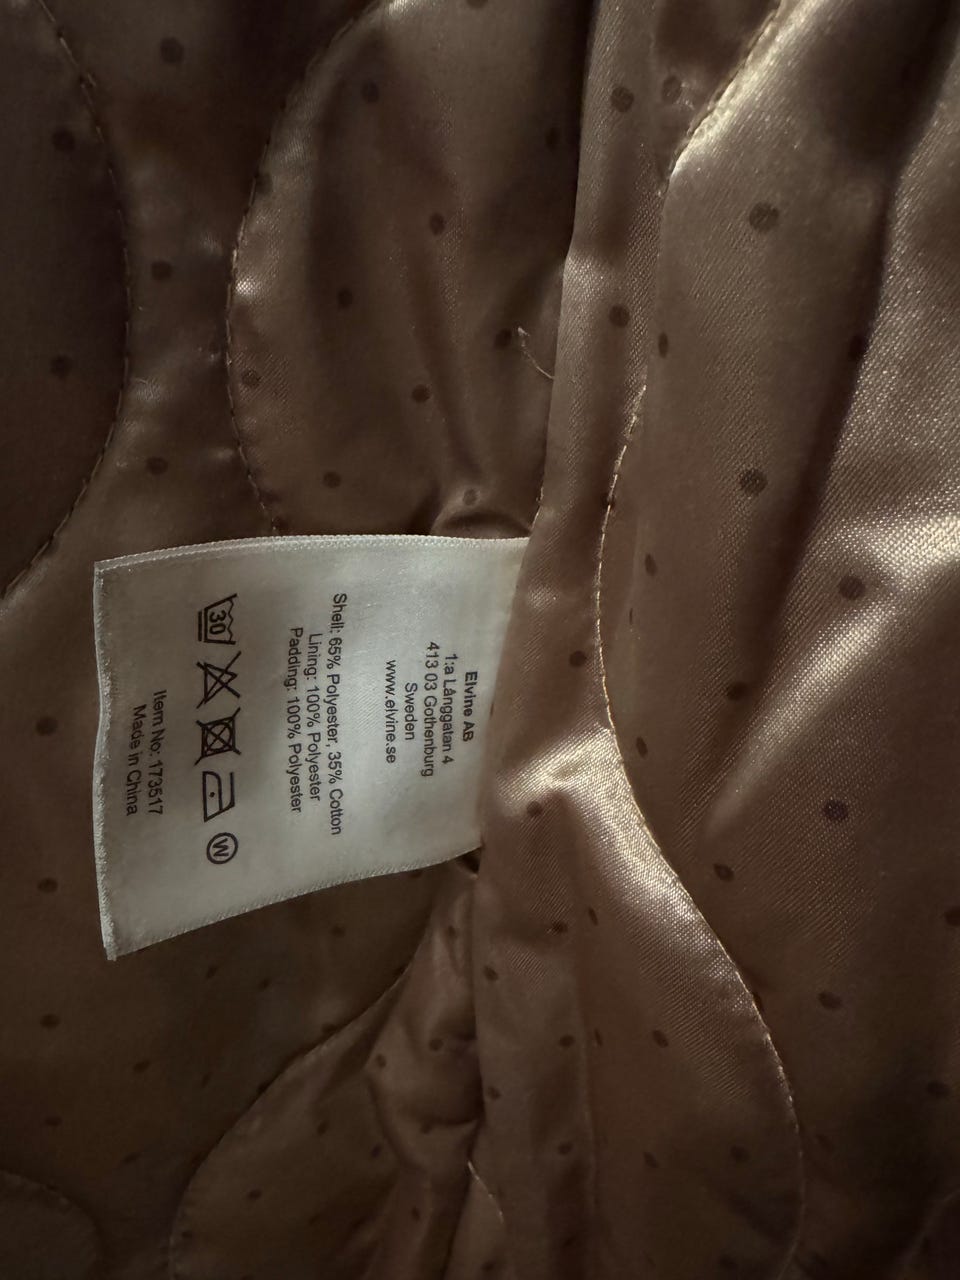 Elvine AB
1:a Långgatan 4
413 03 Gothenburg
Sweden
www.elvine.se
Shell: 65% Polyester, 35% Cotton
Lining: 100% Polyester
Padding: 100% Polyester
30
W
Item No: 173517
Made in China